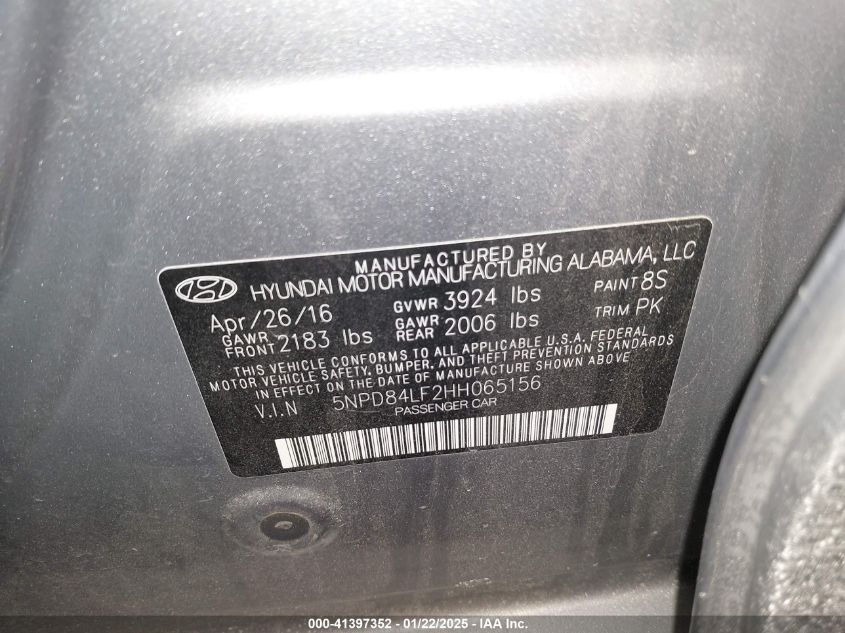 MANUFACTURED BY
HYUNDAI MOTOR MANUFACTURING ALABAMA, LLC
Apr/26/16 GVWR 3924 lbs PAINT 8S
GAWR FRONT 2183 lbs GAWR REAR 2006 lbs TRIM PK
THIS VEHICLE CONFORMS TO ALL APPLICABLE U.S.A. FEDERAL
MOTOR VEHICLE SAFETY, BUMPER, AND THEFT PREVENTION STANDARDS
IN EFFECT ON THE DATE OF MANUFACTURE SHOWN ABOVE.
V.I.N 5NPD84LF2HH065156
PASSENGER CAR
000-41397352 - 01/22/2025 - © IAA Inc.